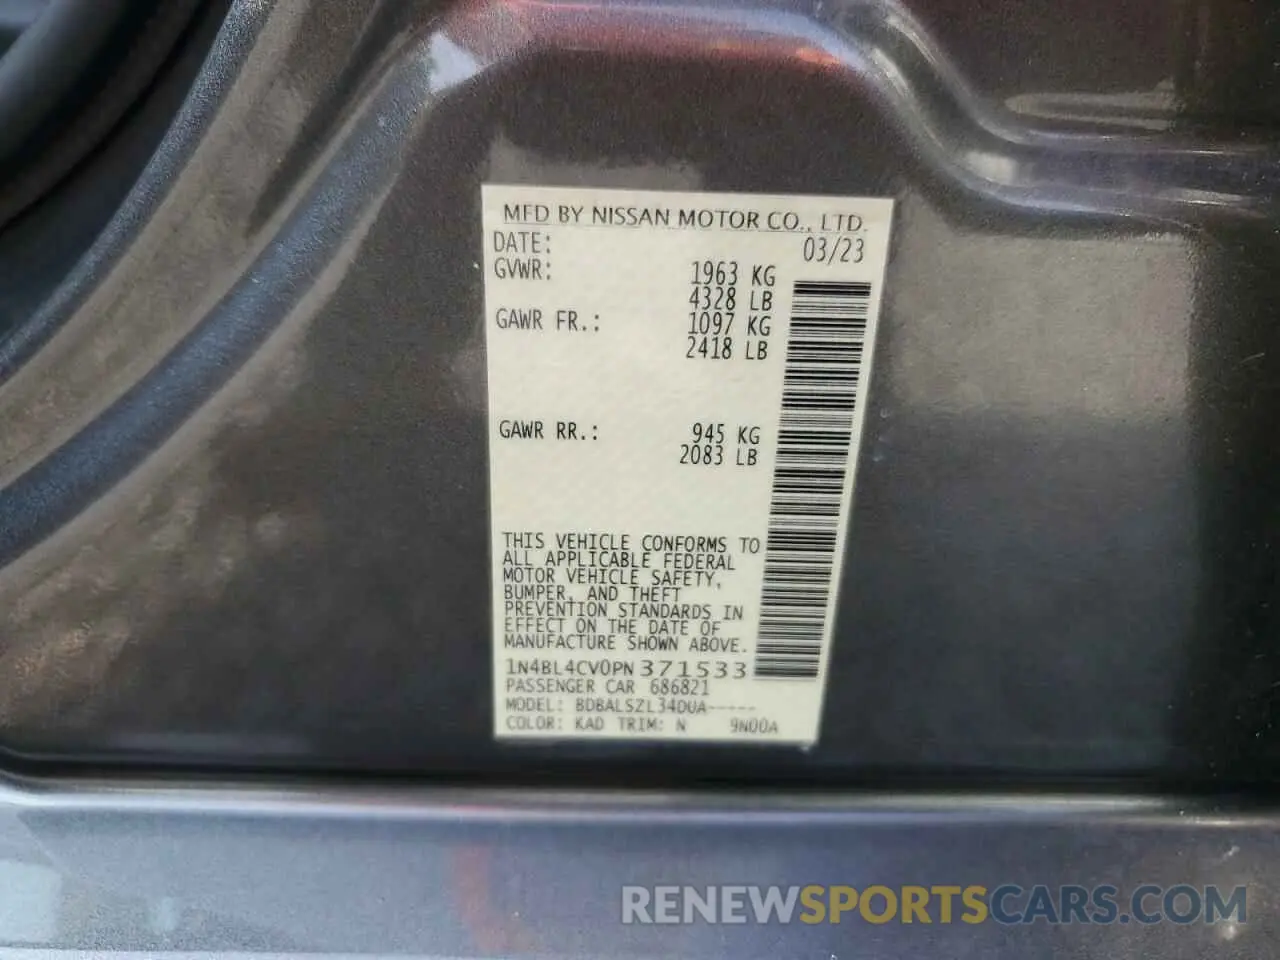 MFD BY NISSAN MOTOR CO., LTD.
DATE: 03/23
GVWR: 1963 KG
4328 LB
GAWR FR.: 1097 KG
2418 LB
GAWR RR.: 945 KG
2083 LB
THIS VEHICLE CONFORMS TO
ALL APPLICABLE FEDERAL
MOTOR VEHICLE SAFETY,
BUMPER, AND THEFT
PREVENTION STANDARDS IN
EFFECT ON THE DATE OF
MANUFACTURE SHOWN ABOVE.
1N4BL4CV0PN371533
PASSENGER CAR 686821
MODEL: BDBALSZL34DUA-----
COLOR: KAD TRIM: N 9N00A
RENEWSPORTSCARS.COM